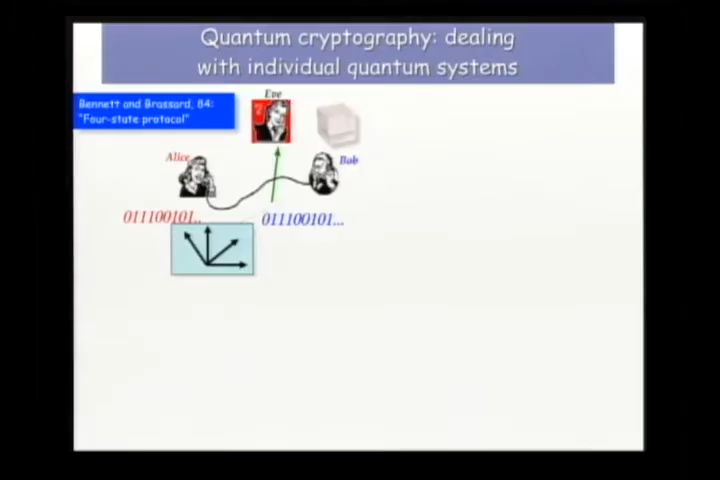 Quantum cryptography: dealing
with individual quantum systems
Bennett and Brassard, 84:
"Four-state protocol"
Eve
Alice
Bob
011100101..
011100101...